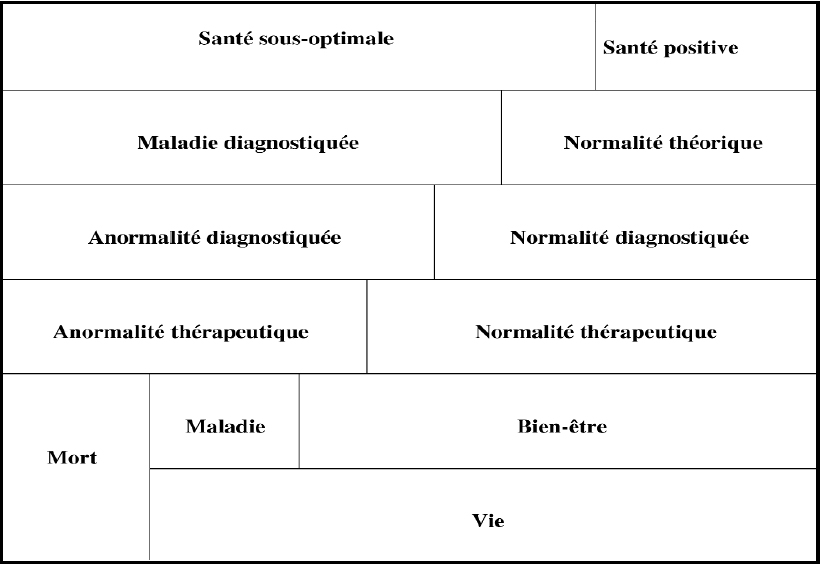 Santé sous-optimale
Santé positive
Maladie diagnostiquée
Normalité théorique
Anormalité diagnostiquée
Normalité diagnostiquée
Anormalité thérapeutique
Normalité thérapeutique
Mort
Maladie
Bien-être
Vie